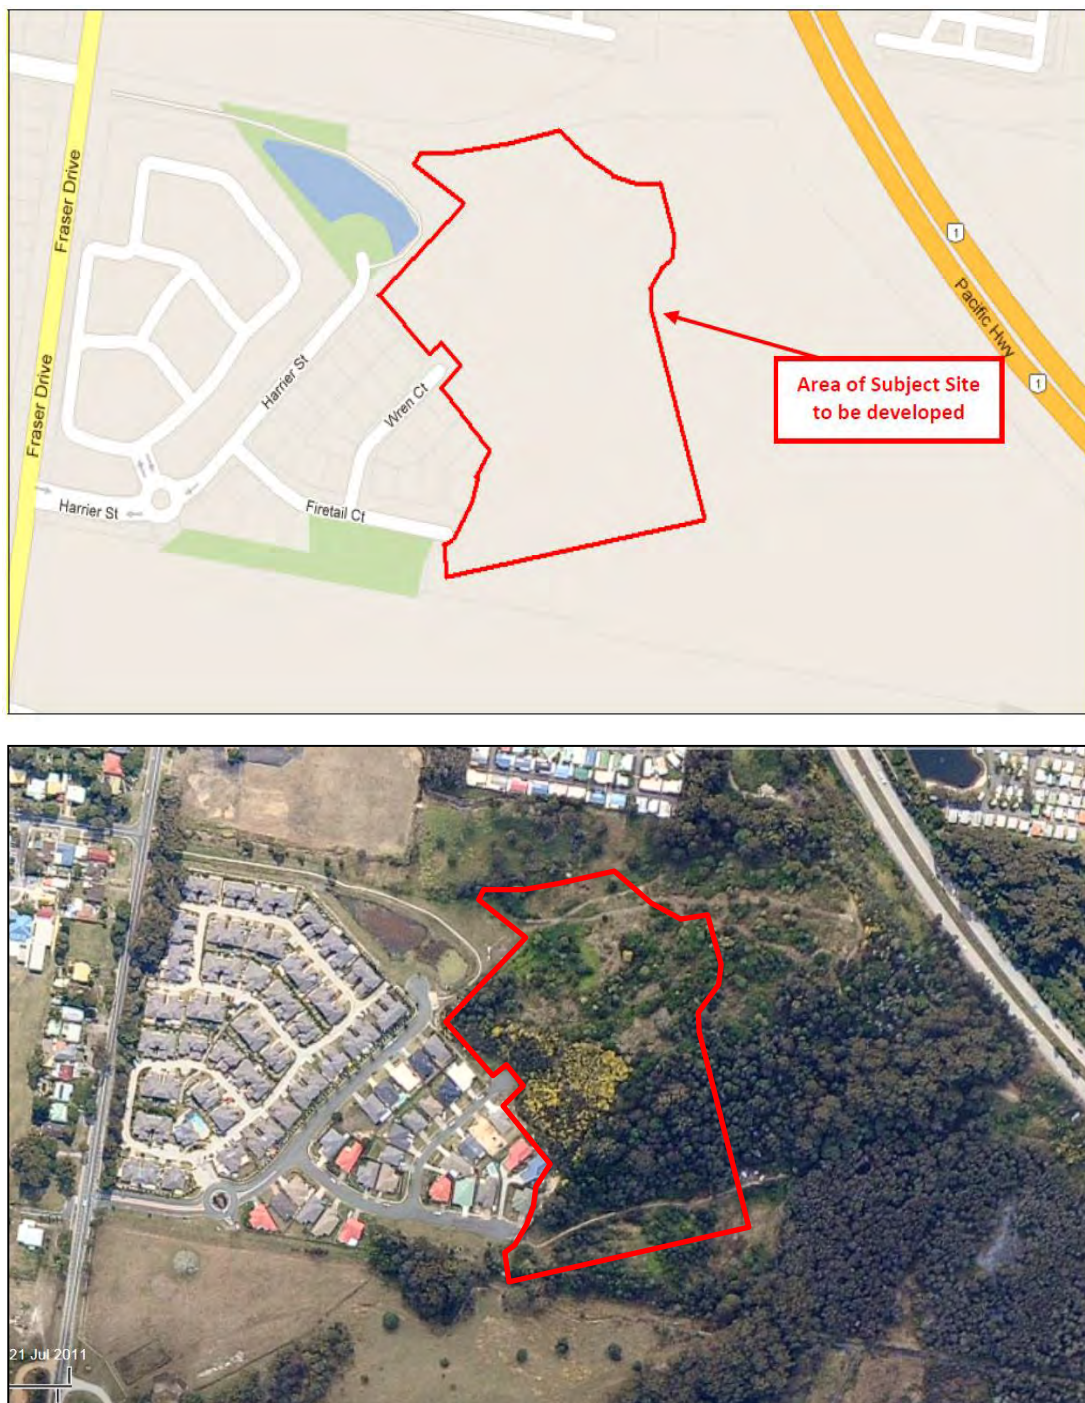 Fraser Drive
1
Pacific Hwy
Area of Subject Site
to be developed
1
Harrier St
Wren Ct
Fraser Drive
Harrier St
Firetail Ct
21 Jul 2011